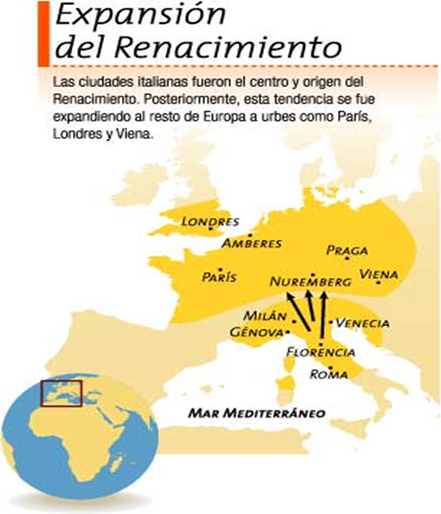 Expansión
del Renacimiento
Las ciudades italianas fueron el centro y origen del
Renacimiento. Posteriormente, esta tendencia se fue
expandiendo al resto de Europa a urbes como París,
Londres y Viena.
LONDRES
AMBERES
PRAGA
PARÍS
NUREMBERG
VIENA
MILÁN
VENECIA
GÉNOVA
FLORENCIA
ROMA
MAR MEDITERRÁNEO